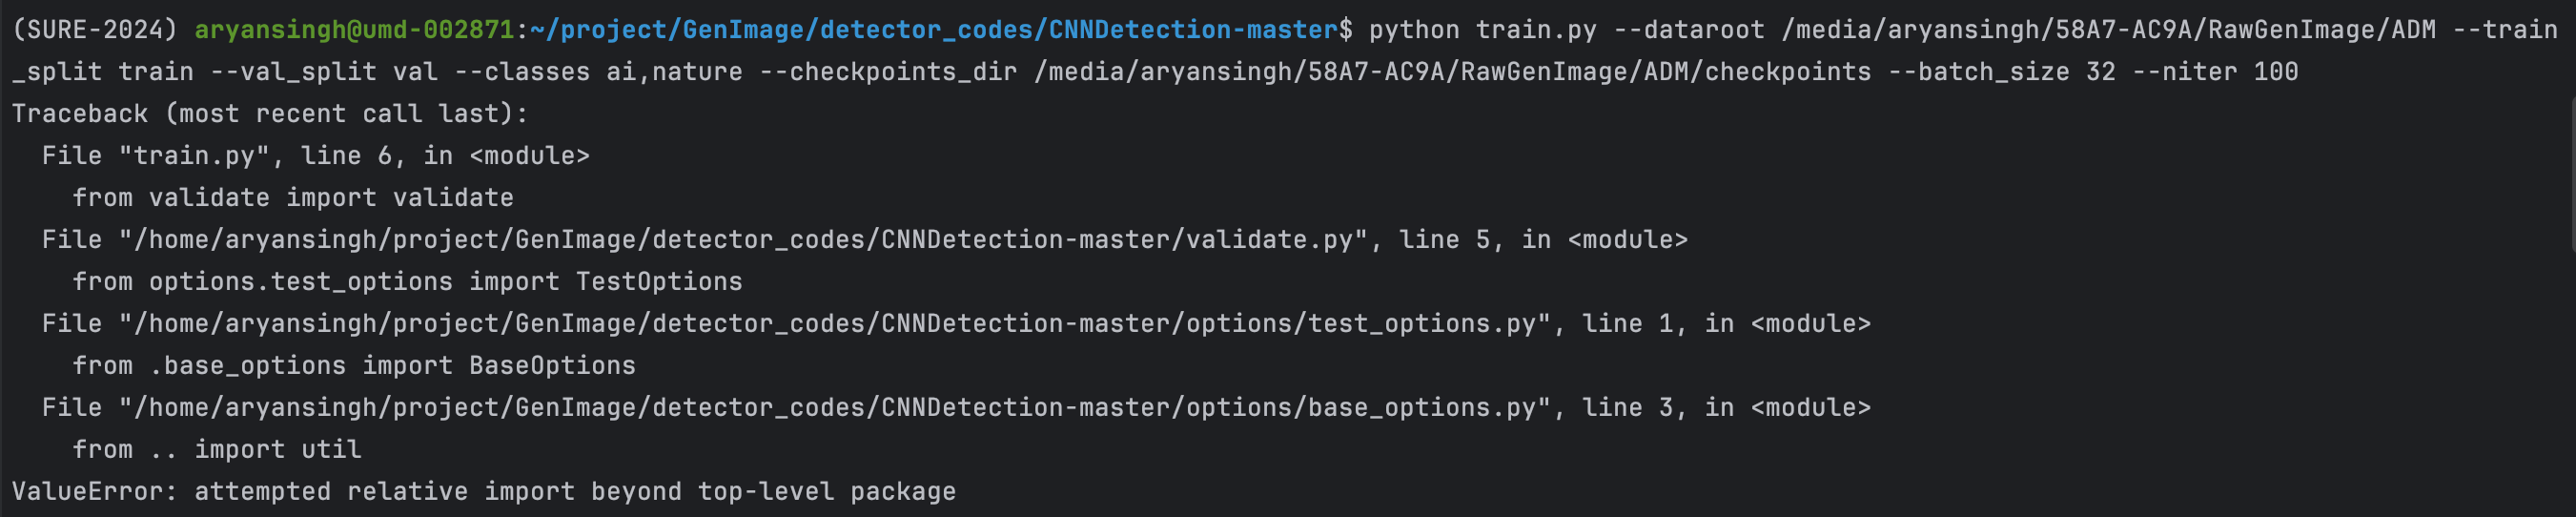 (SURE-2024) aryansingh@umd-002871:~/project/GenImage/detector_codes/CNNDetection-master$ python train.py --dataroot /media/aryansingh/58A7-AC9A/RawGenImage/ADM --train
_split train --val_split val --classes ai,nature --checkpoints_dir /media/aryansingh/58A7-AC9A/RawGenImage/ADM/checkpoints --batch_size 32 --niter 100
Traceback (most recent call last):
  File "train.py", line 6, in <module>
    from validate import validate
  File "/home/aryansingh/project/GenImage/detector_codes/CNNDetection-master/validate.py", line 5, in <module>
    from options.test_options import TestOptions
  File "/home/aryansingh/project/GenImage/detector_codes/CNNDetection-master/options/test_options.py", line 1, in <module>
    from .base_options import BaseOptions
  File "/home/aryansingh/project/GenImage/detector_codes/CNNDetection-master/options/base_options.py", line 3, in <module>
    from .. import util
ValueError: attempted relative import beyond top-level package